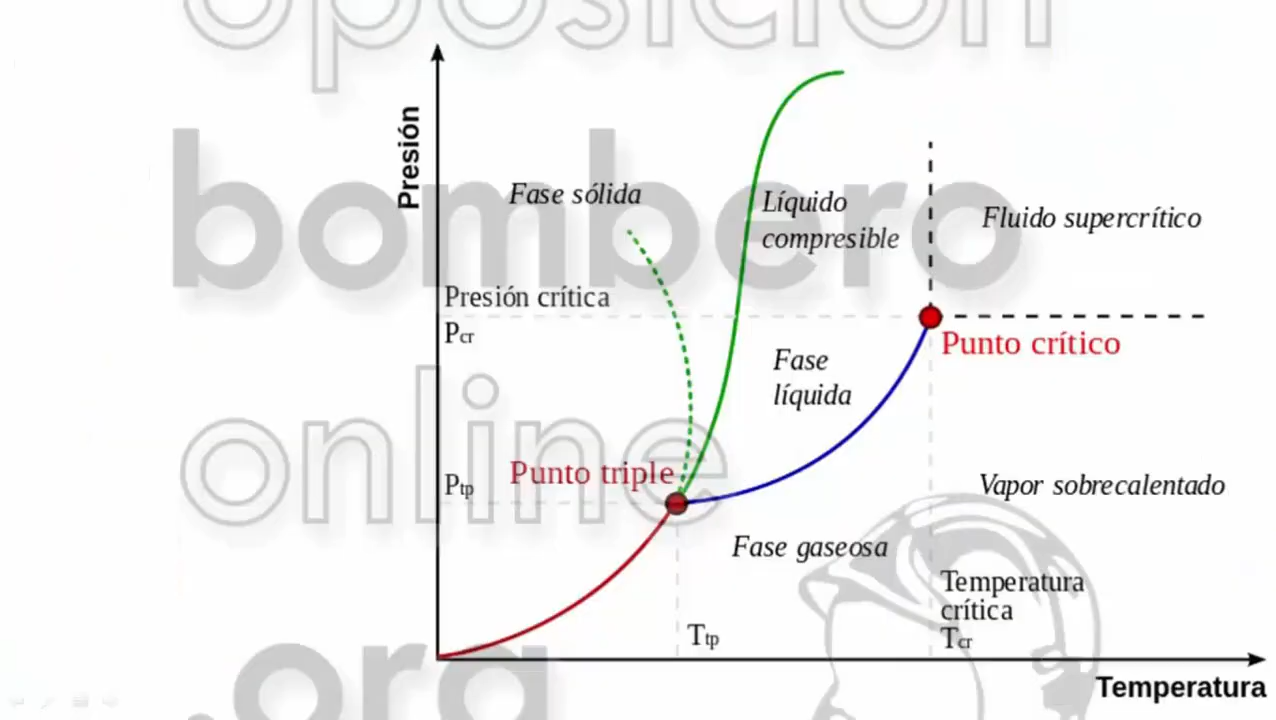 oposición
bombero
online
.org
Presión
Fase sólida
Líquido
compresible
Fluido supercrítico
Presión crítica
Pcr
Punto crítico
Fase
líquida
Punto triple
Ptp
Vapor sobrecalentado
Fase gaseosa
Temperatura
crítica
Tcr
Ttp
Temperatura